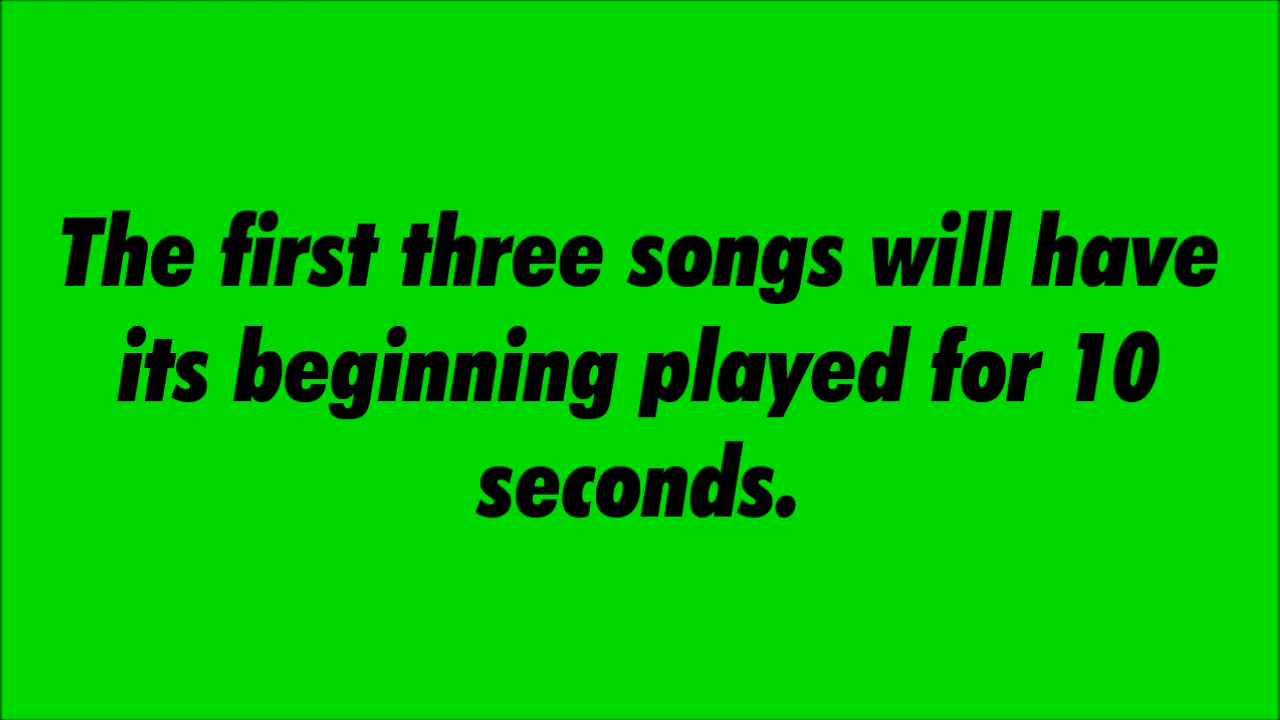 The first three songs will have
its beginning played for 10
seconds.